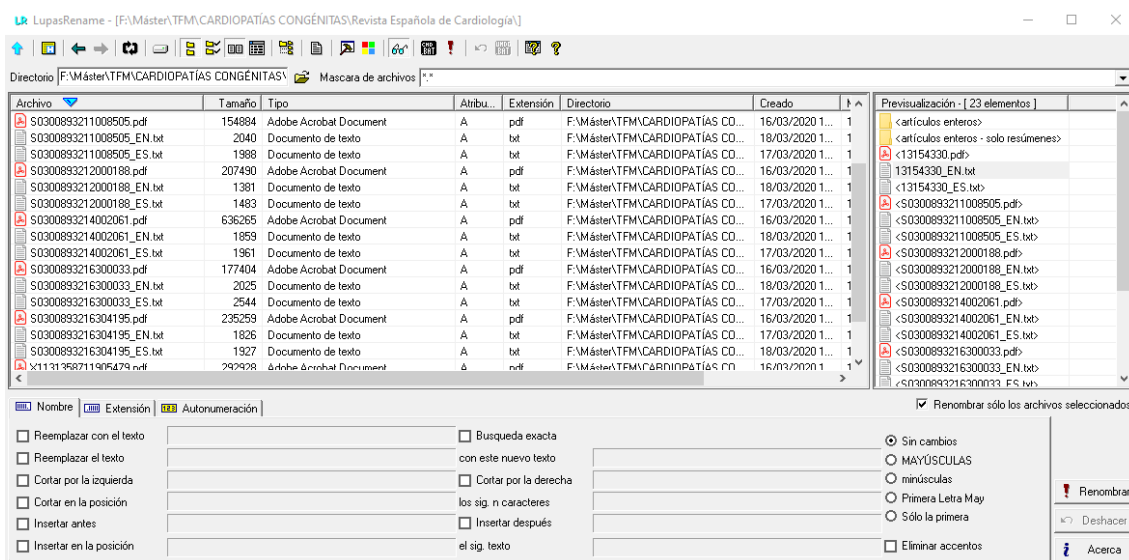 LR LupasRename - [F:\Máster\TFM\CARDIOPATÍAS CONGÉNITAS\Revista Española de Cardiología\]
Directorio F:\Máster\TFM\CARDIOPATÍAS CONGÉNITAS\ Mascara de archivos *.*
Archivo Tamaño Tipo Atribu... Extensión Directorio Creado
S0300893211008505.pdf 154884 Adobe Acrobat Document A pdf F:\Máster\TFM\CARDIOPATÍAS CO... 16/03/2020 1...
S0300893211008505_EN.txt 2040 Documento de texto A txt F:\Máster\TFM\CARDIOPATÍAS CO... 18/03/2020 1...
S0300893211008505_ES.txt 1988 Documento de texto A txt F:\Máster\TFM\CARDIOPATÍAS CO... 17/03/2020 1...
S0300893212000188.pdf 207490 Adobe Acrobat Document A pdf F:\Máster\TFM\CARDIOPATÍAS CO... 16/03/2020 1...
S0300893212000188_EN.txt 1381 Documento de texto A txt F:\Máster\TFM\CARDIOPATÍAS CO... 18/03/2020 1...
S0300893212000188_ES.txt 1483 Documento de texto A txt F:\Máster\TFM\CARDIOPATÍAS CO... 17/03/2020 1...
S0300893214002061.pdf 636265 Adobe Acrobat Document A pdf F:\Máster\TFM\CARDIOPATÍAS CO... 16/03/2020 1...
S0300893214002061_EN.txt 1859 Documento de texto A txt F:\Máster\TFM\CARDIOPATÍAS CO... 18/03/2020 1...
S0300893214002061_ES.txt 1961 Documento de texto A txt F:\Máster\TFM\CARDIOPATÍAS CO... 17/03/2020 1...
S0300893216300033.pdf 177404 Adobe Acrobat Document A pdf F:\Máster\TFM\CARDIOPATÍAS CO... 16/03/2020 1...
S0300893216300033_EN.txt 2025 Documento de texto A txt F:\Máster\TFM\CARDIOPATÍAS CO... 18/03/2020 1...
S0300893216300033_ES.txt 2544 Documento de texto A txt F:\Máster\TFM\CARDIOPATÍAS CO... 17/03/2020 1...
S0300893216304195.pdf 235259 Adobe Acrobat Document A pdf F:\Máster\TFM\CARDIOPATÍAS CO... 16/03/2020 1...
S0300893216304195_EN.txt 1826 Documento de texto A txt F:\Máster\TFM\CARDIOPATÍAS CO... 17/03/2020 1...
S0300893216304195_ES.txt 1927 Documento de texto A txt F:\Máster\TFM\CARDIOPATÍAS CO... 18/03/2020 1...
X1131358711905479.pdf 292928 Adobe Acrobat Document A pdf F:\Máster\TFM\CARDIOPATÍAS CO... 16/03/2020 1
Previsualización - [ 23 elementos ]
<artículos enteros>
<artículos enteros - solo resúmenes>
<13154330.pdf>
13154330_EN.txt
<13154330_ES.txt>
<S0300893211008505.pdf>
<S0300893211008505_EN.txt>
<S0300893211008505_ES.txt>
<S0300893212000188.pdf>
<S0300893212000188_EN.txt>
<S0300893212000188_ES.txt>
<S0300893214002061.pdf>
<S0300893214002061_EN.txt>
<S0300893214002061_ES.txt>
<S0300893216300033.pdf>
<S0300893216300033_EN.txt>
<S0300893216300033_ES.txt>
Nombre Extensión Autonumeración Renombrar sólo los archivos seleccionados
Reemplazar con el texto Busqueda exacta
Reemplazar el texto con este nuevo texto
Cortar por la izquierda Cortar por la derecha
Cortar en la posición los sig. n caracteres
Insertar antes Insertar después
Insertar en la posición el sig. texto
Sin cambios
MAYÚSCULAS
minúsculas
Primera Letra May
Sólo la primera
Eliminar accentos
Renombrar
Deshacer
Acerca